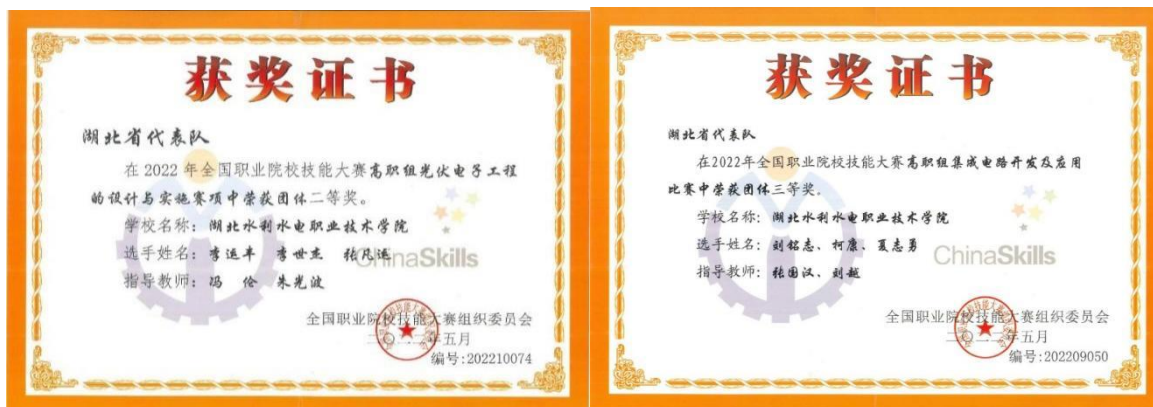 获奖证书
湖北省代表队
在2022年全国职业院校技能大赛高职组光伏电子工程
的设计与实施赛项中荣获团体二等奖。
学校名称：湖北水利水电职业技术学院
选手姓名：李运丰 李世杰 张凡运
指导教师：冯伦 朱光波
ChinaSkills
全国职业院校技能大赛组织委员会
二〇二二年五月
编号:202210074
获奖证书
湖北省代表队
在2022年全国职业院校技能大赛高职组集成电路开发及应用
比赛中荣获团体三等奖。
学校名称：湖北水利水电职业技术学院
选手姓名：刘铭志、柯康、夏志勇
指导教师：张国汉、刘越
ChinaSkills
全国职业院校技能大赛组织委员会
二〇二二年五月
编号:202209050